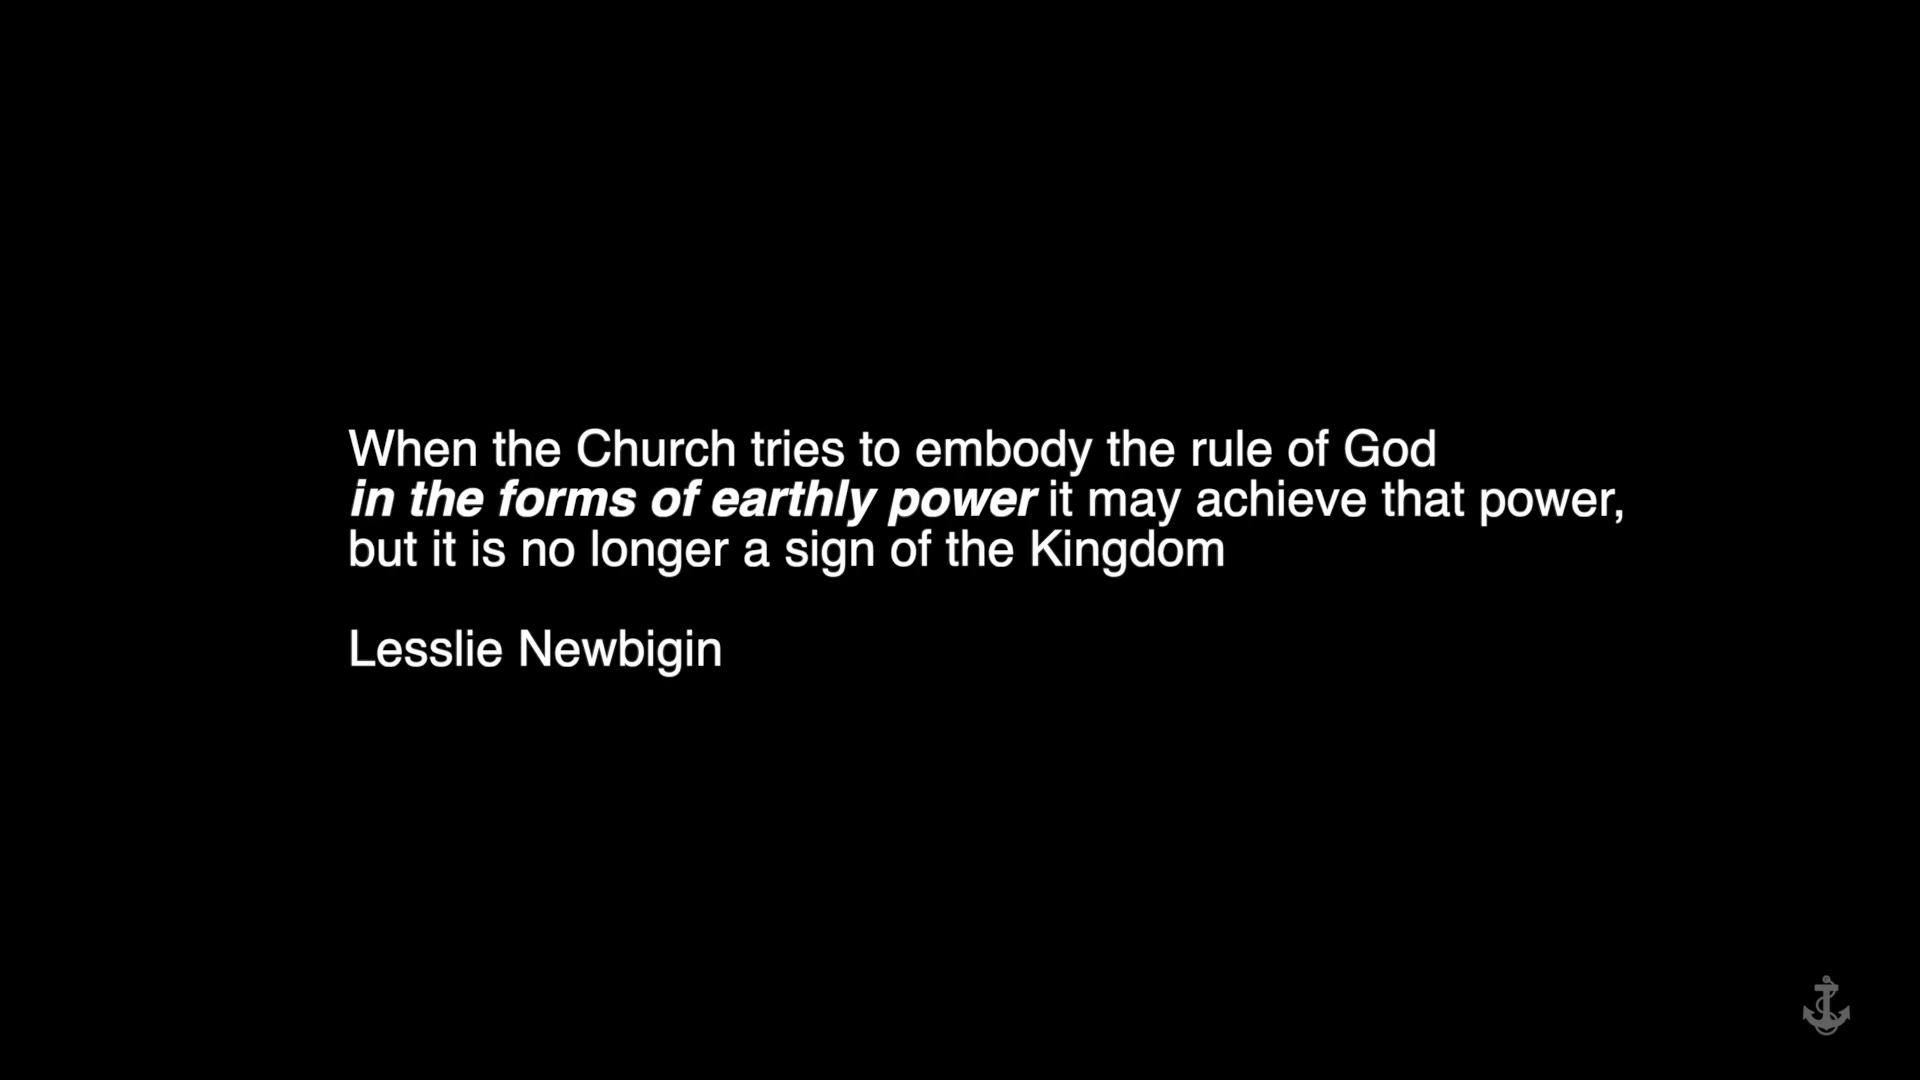 When the Church tries to embody the rule of God
in the forms of earthly power it may achieve that power,
but it is no longer a sign of the Kingdom
Lesslie Newbigin